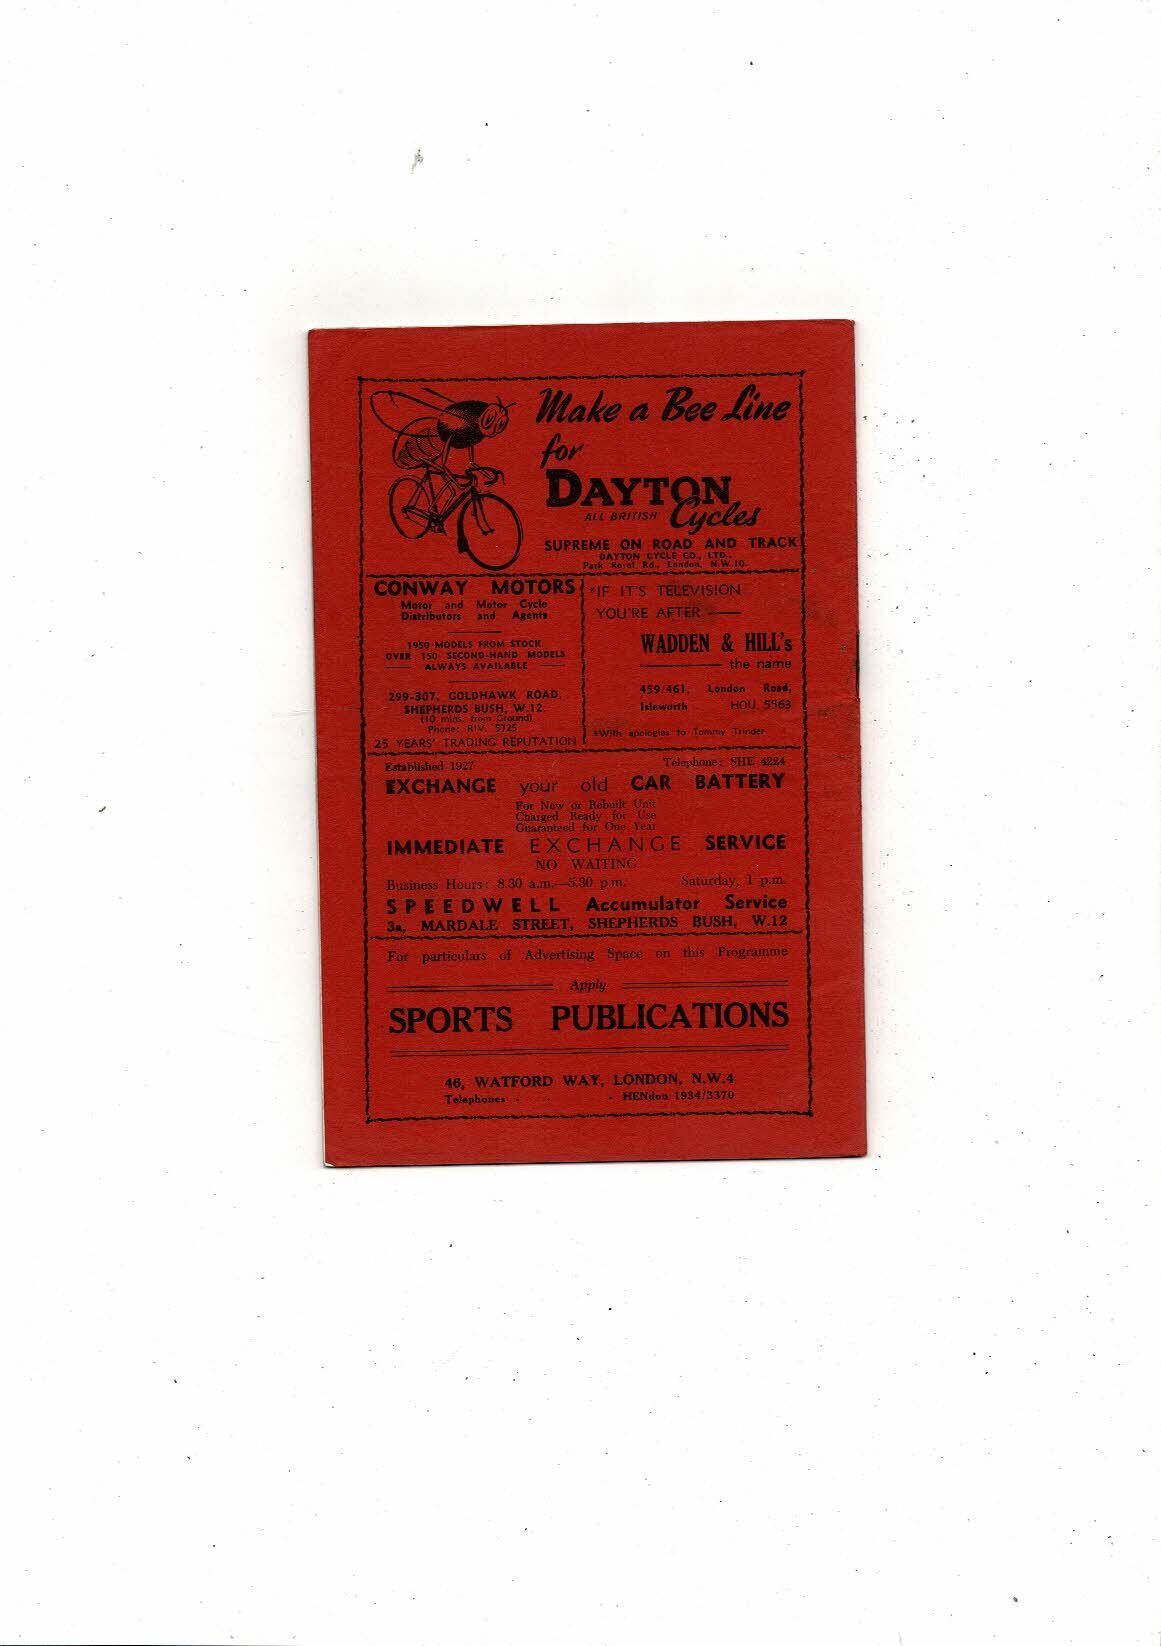 Make a Bee Line
for
DAYTON
ALL BRITISH Cycles
SUPREME ON ROAD AND TRACK
DAYTON CYCLE CO., LTD.,
Park Royal Rd., London, N.W.10.
CONWAY MOTORS
Motor and Motor Cycle
Distributors and Agents
1950 MODELS FROM STOCK
OVER 150 SECOND-HAND MODELS
ALWAYS AVAILABLE
299-307, GOLDHAWK ROAD,
SHEPHERDS BUSH, W.12.
(10 mins. from Ground)
Phone: RIV. 5725
25 YEARS' TRADING REPUTATION
*IF IT'S TELEVISION
YOU'RE AFTER
WADDEN & HILL's
the name
459/461, London Road,
Isleworth HOU 5563
*With apologies to Tommy Trinder
Established 1927 Telephone: SHE 4224
EXCHANGE your old CAR BATTERY
For New or Rebuilt Unit
Charged Ready for Use
Guaranteed for One Year
IMMEDIATE EXCHANGE SERVICE
NO WAITING
Business Hours: 8.30 a.m.—5.30 p.m. Saturday, 1 p.m.
SPEEDWELL Accumulator Service
3a, MARDALE STREET, SHEPHERDS BUSH, W.12
For particulars of Advertising Space on this Programme
Apply
SPORTS PUBLICATIONS
46, WATFORD WAY, LONDON, N.W.4
Telephones - - - HENdon 1934/3370